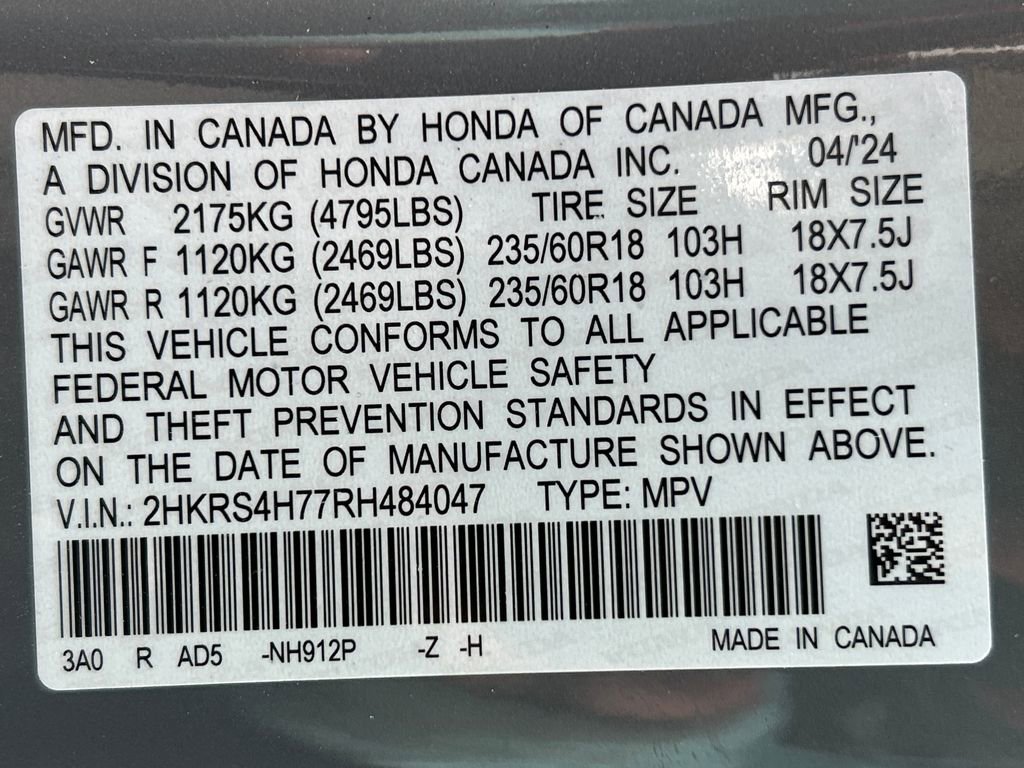 MFD. IN CANADA BY HONDA OF CANADA MFG.,
A DIVISION OF HONDA CANADA INC. 04/'24
GVWR 2175KG (4795LBS) TIRE SIZE RIM SIZE
GAWR F 1120KG (2469LBS) 235/60R18 103H 18X7.5J
GAWR R 1120KG (2469LBS) 235/60R18 103H 18X7.5J
THIS VEHICLE CONFORMS TO ALL APPLICABLE
FEDERAL MOTOR VEHICLE SAFETY
AND THEFT PREVENTION STANDARDS IN EFFECT
ON THE DATE OF MANUFACTURE SHOWN ABOVE.
V.I.N.: 2HKRS4H77RH484047 TYPE: MPV
3A0 R AD5 -NH912P -Z -H MADE IN CANADA